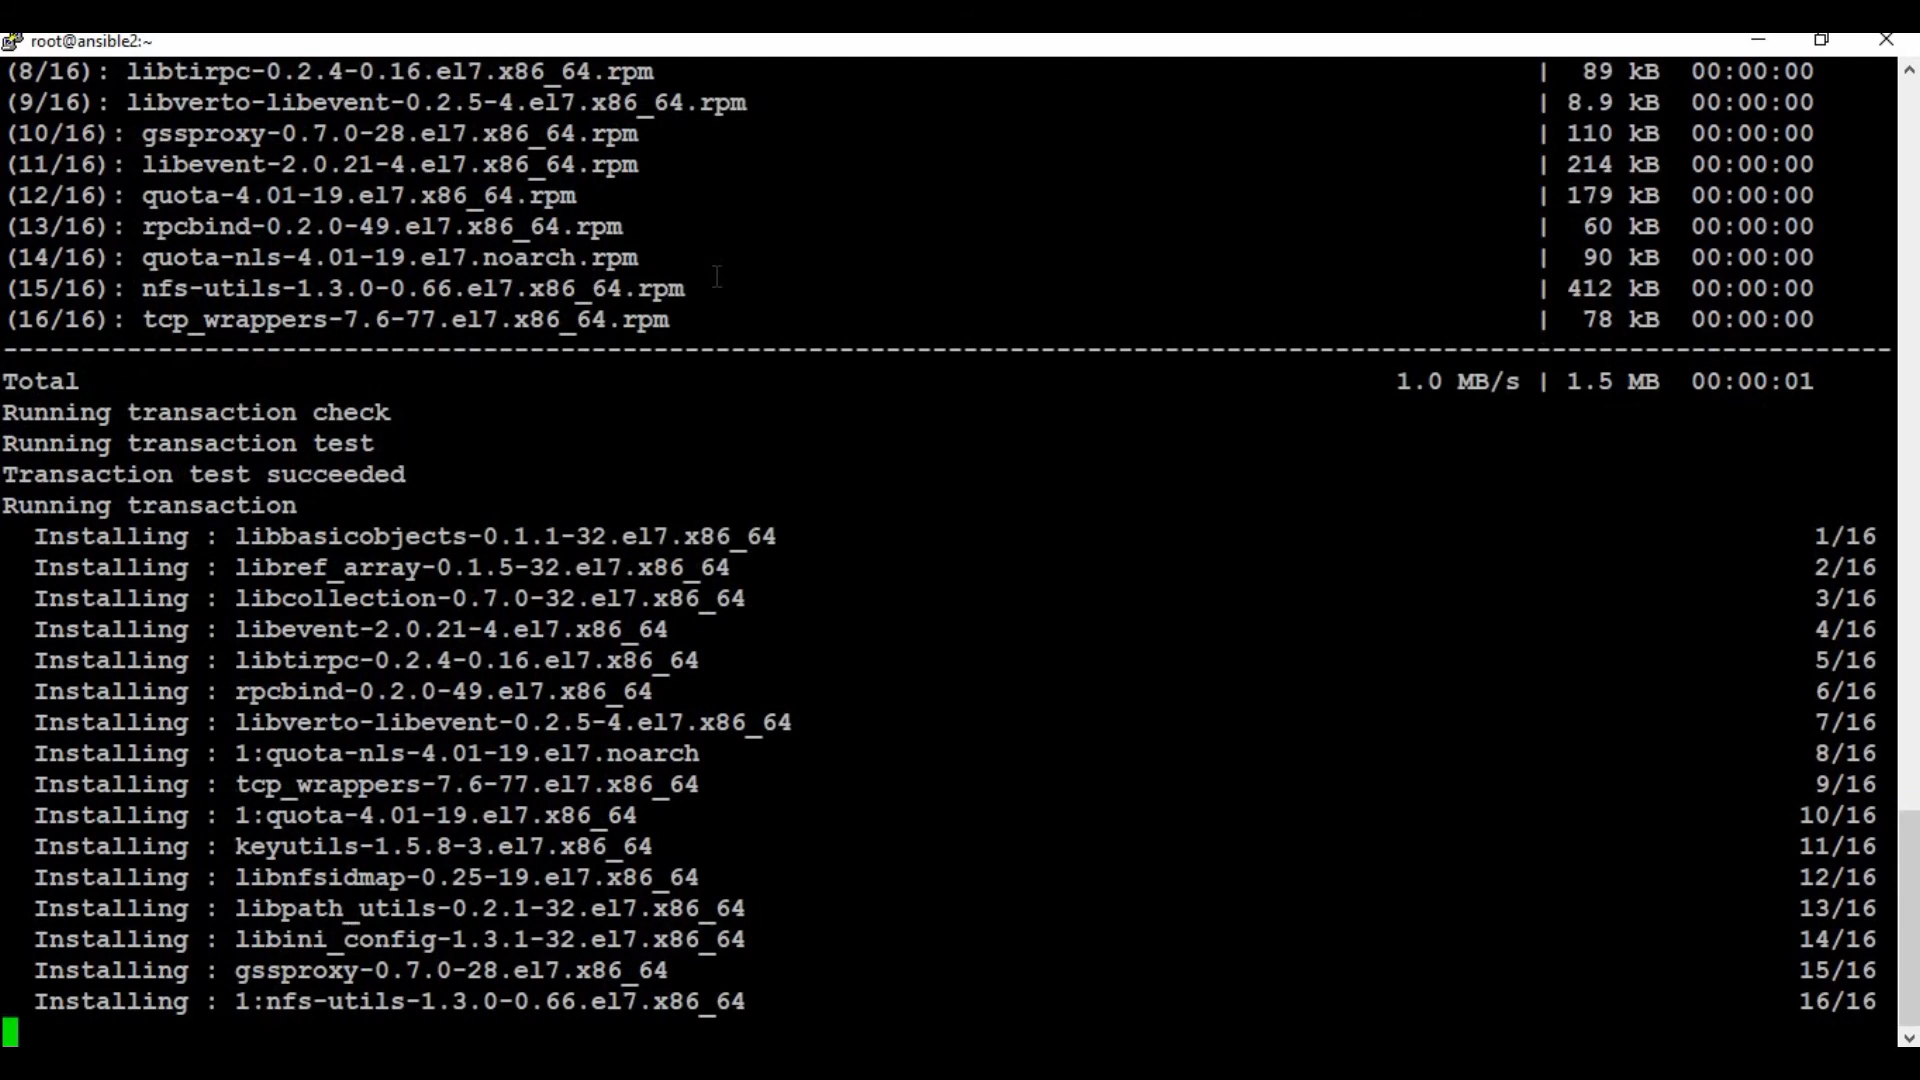 root@ansible2:~
(8/16): libtirpc-0.2.4-0.16.el7.x86_64.rpm | 89 kB 00:00:00
(9/16): libverto-libevent-0.2.5-4.el7.x86_64.rpm | 8.9 kB 00:00:00
(10/16): gssproxy-0.7.0-28.el7.x86_64.rpm | 110 kB 00:00:00
(11/16): libevent-2.0.21-4.el7.x86_64.rpm | 214 kB 00:00:00
(12/16): quota-4.01-19.el7.x86_64.rpm | 179 kB 00:00:00
(13/16): rpcbind-0.2.0-49.el7.x86_64.rpm | 60 kB 00:00:00
(14/16): quota-nls-4.01-19.el7.noarch.rpm | 90 kB 00:00:00
(15/16): nfs-utils-1.3.0-0.66.el7.x86_64.rpm | 412 kB 00:00:00
(16/16): tcp_wrappers-7.6-77.el7.x86_64.rpm | 78 kB 00:00:00
--------------------------------------------------------------------------------------------------------------------------
Total 1.0 MB/s | 1.5 MB 00:00:01
Running transaction check
Running transaction test
Transaction test succeeded
Running transaction
Installing : libbasicobjects-0.1.1-32.el7.x86_64 1/16
Installing : libref_array-0.1.5-32.el7.x86_64 2/16
Installing : libcollection-0.7.0-32.el7.x86_64 3/16
Installing : libevent-2.0.21-4.el7.x86_64 4/16
Installing : libtirpc-0.2.4-0.16.el7.x86_64 5/16
Installing : rpcbind-0.2.0-49.el7.x86_64 6/16
Installing : libverto-libevent-0.2.5-4.el7.x86_64 7/16
Installing : 1:quota-nls-4.01-19.el7.noarch 8/16
Installing : tcp_wrappers-7.6-77.el7.x86_64 9/16
Installing : 1:quota-4.01-19.el7.x86_64 10/16
Installing : keyutils-1.5.8-3.el7.x86_64 11/16
Installing : libnfsidmap-0.25-19.el7.x86_64 12/16
Installing : libpath_utils-0.2.1-32.el7.x86_64 13/16
Installing : libini_config-1.3.1-32.el7.x86_64 14/16
Installing : gssproxy-0.7.0-28.el7.x86_64 15/16
Installing : 1:nfs-utils-1.3.0-0.66.el7.x86_64 16/16